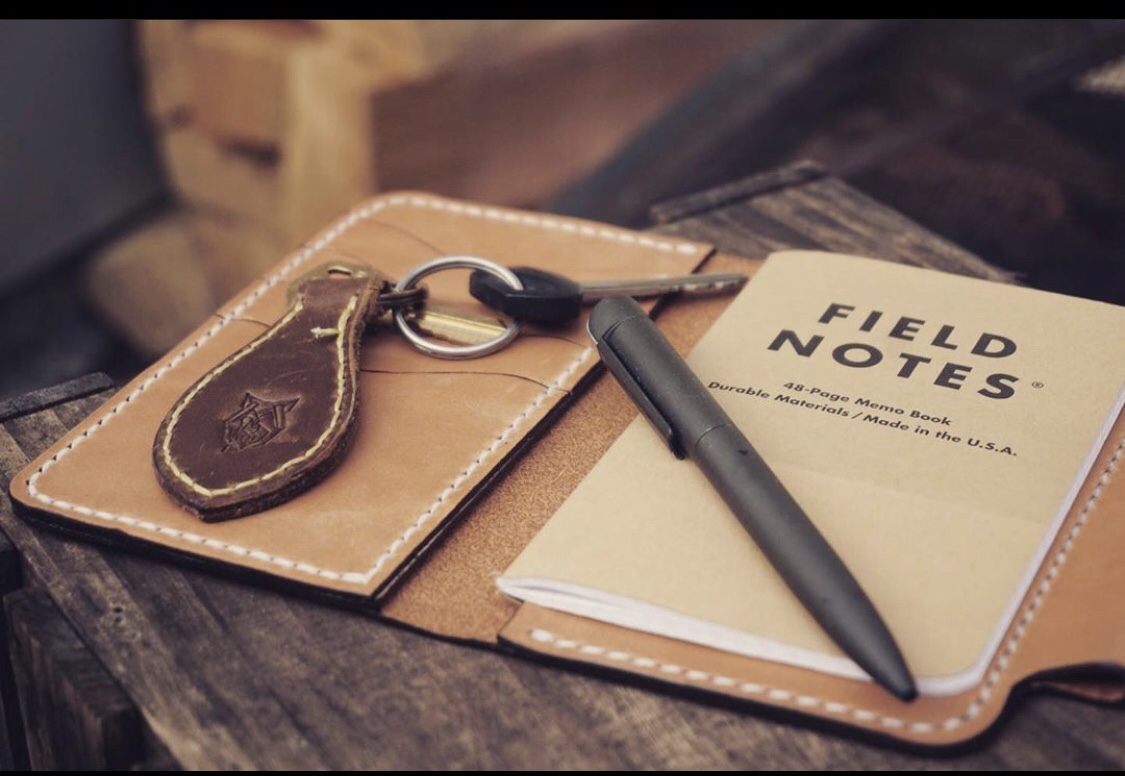 FIELD
NOTES®
48-Page Memo Book
Durable Materials / Made in the U.S.A.